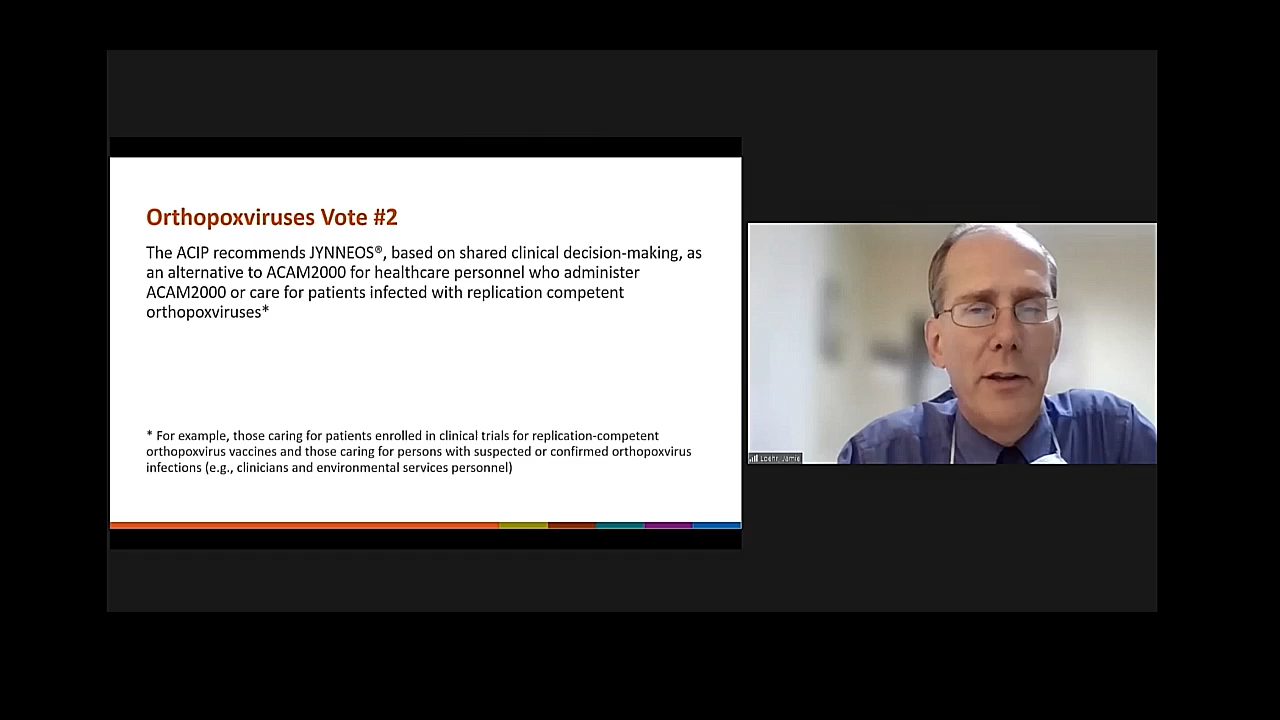 Orthopoxviruses Vote #2
The ACIP recommends JYNNEOS®, based on shared clinical decision-making, as
an alternative to ACAM2000 for healthcare personnel who administer
ACAM2000 or care for patients infected with replication competent
orthopoxviruses*
* For example, those caring for patients enrolled in clinical trials for replication-competent
orthopoxvirus vaccines and those caring for persons with suspected or confirmed orthopoxvirus
infections (e.g., clinicians and environmental services personnel)
Loehr, Jamie